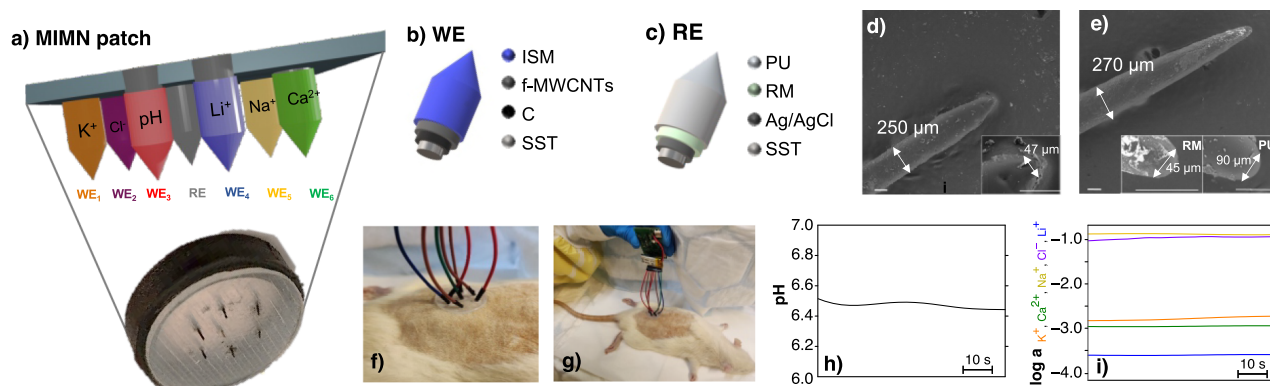 a) MIMN patch
K⁺
Cl⁻
pH
Li⁺
Na⁺
Ca²⁺
WE₁
WE₂
WE₃
RE
WE₄
WE₅
WE₆
b) WE
ISM
f-MWCNTs
C
SST
c) RE
PU
RM
Ag/AgCl
SST
d)
250 µm
47 µm
i
e)
270 µm
RM
45 µm
PU
90 µm
f)
g)
7.0
6.8
6.6
6.4
6.2
6.0
pH
h)
10 s
log a K⁺, Ca²⁺, Na⁺, Cl⁻, Li⁺
−1.0
−2.0
−3.0
−4.0
i)
10 s